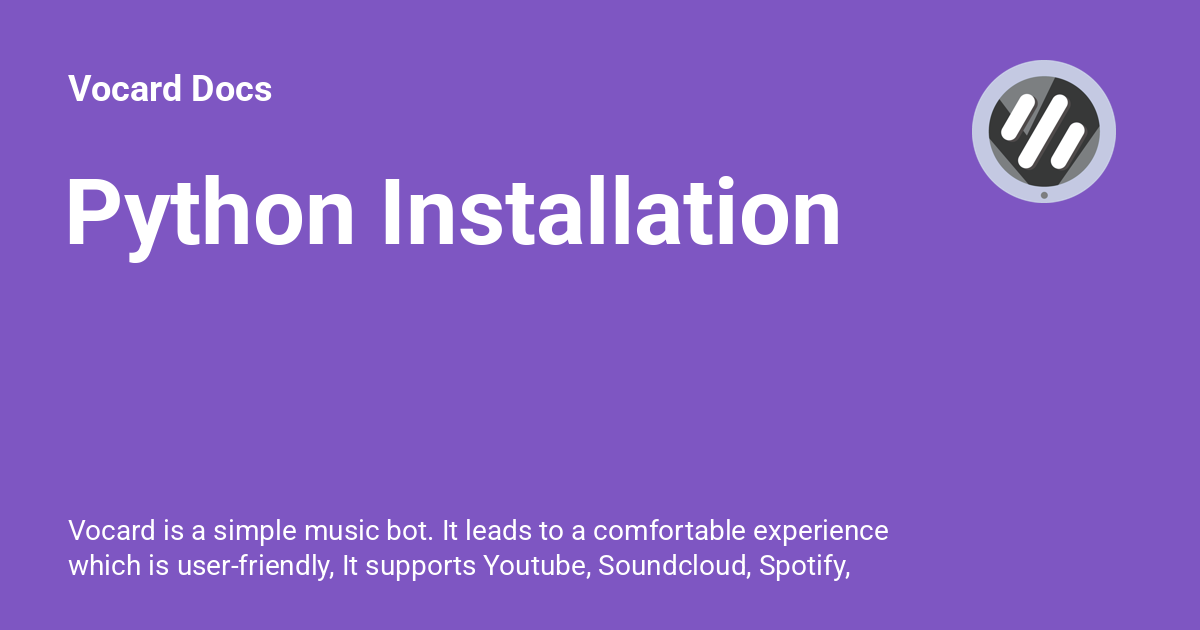 Vocard Docs
Python Installation
Vocard is a simple music bot. It leads to a comfortable experience
which is user-friendly, It supports Youtube, Soundcloud, Spotify,